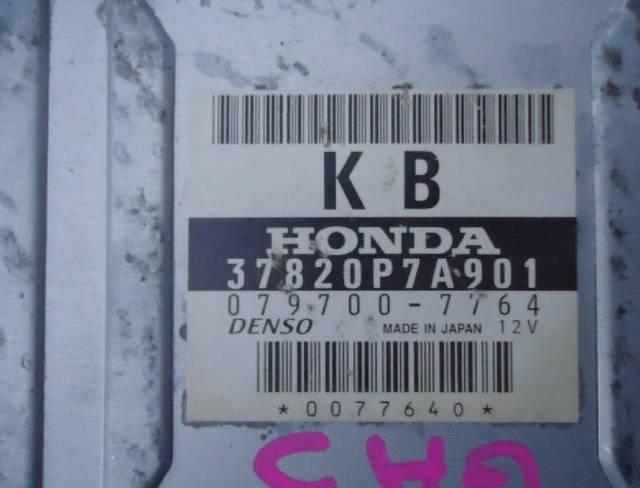 K B
HONDA
37820P7A901
079700-7764
DENSO MADE IN JAPAN 12V
*0077640*